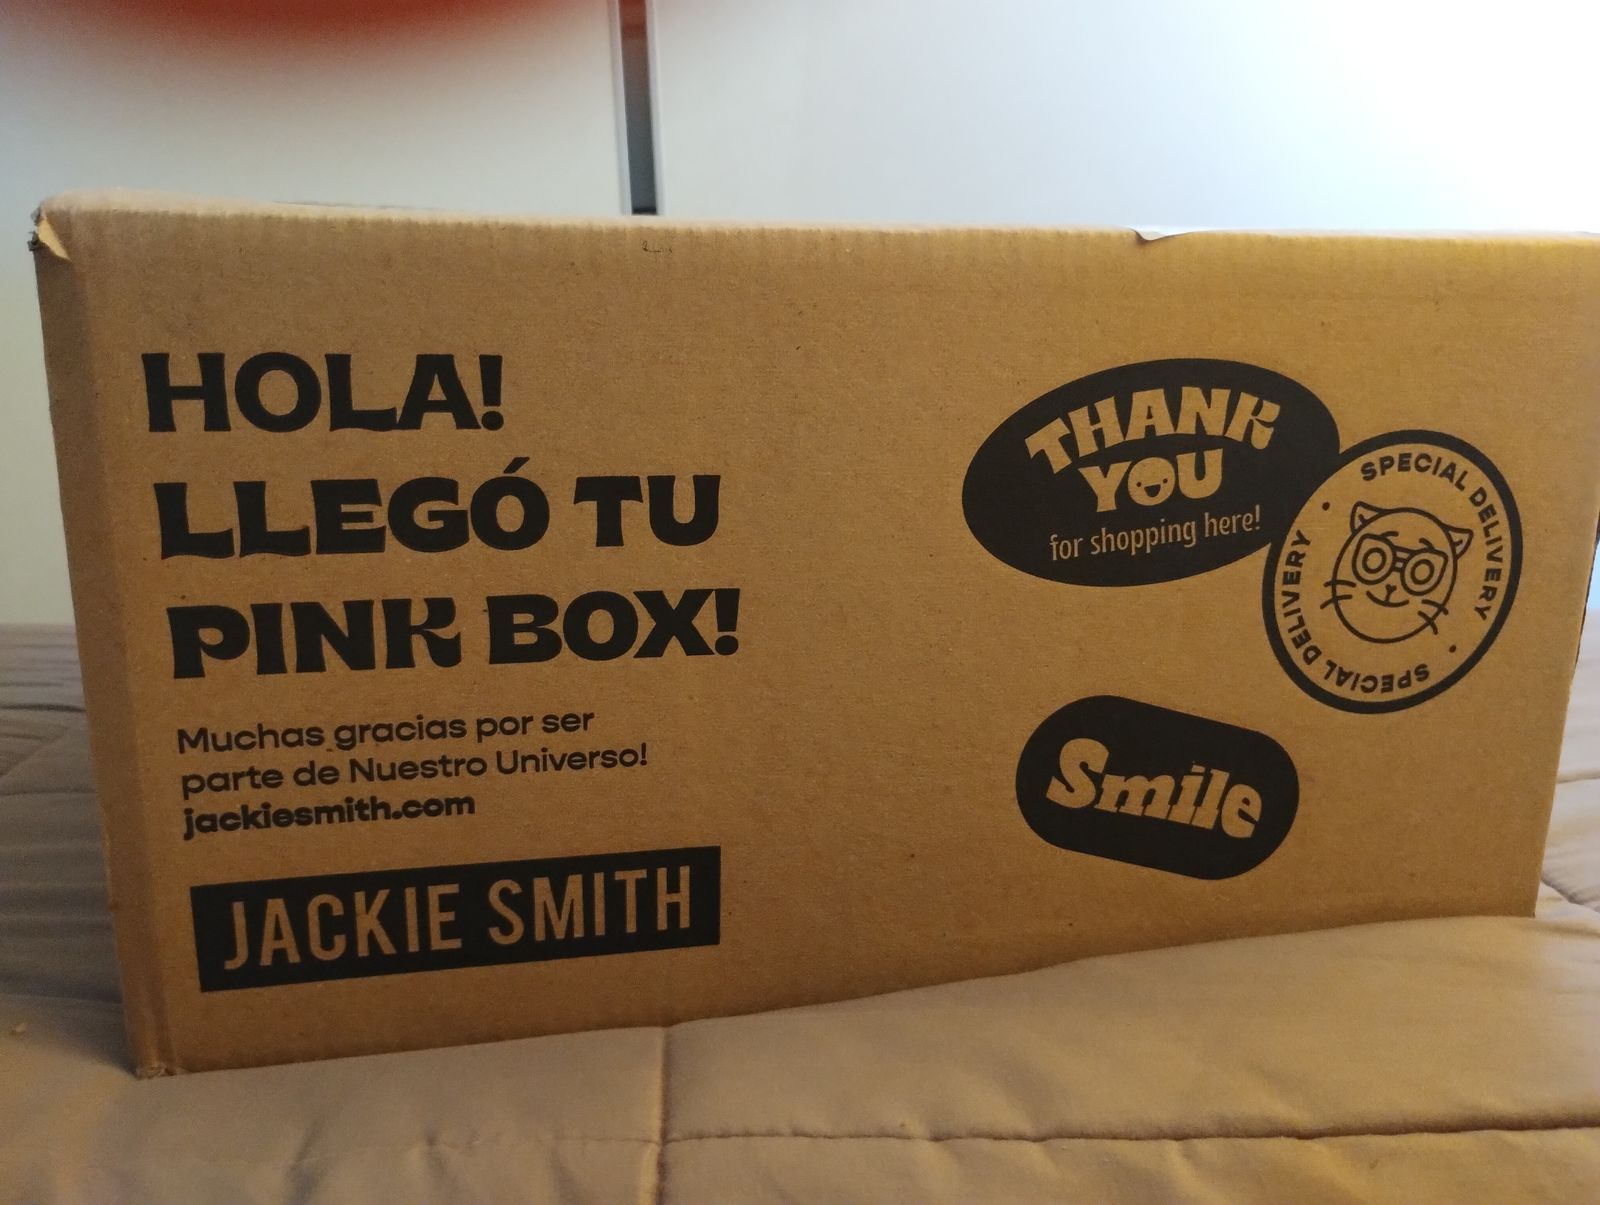 HOLA!
LLEGÓ TU
PINK BOX!
Muchas gracias por ser
parte de Nuestro Universo!
jackiesmith.com
JACKIE SMITH
THANK
YOU
for shopping here!
SPECIAL DELIVERY • SPECIAL DELIVERY •
Smile